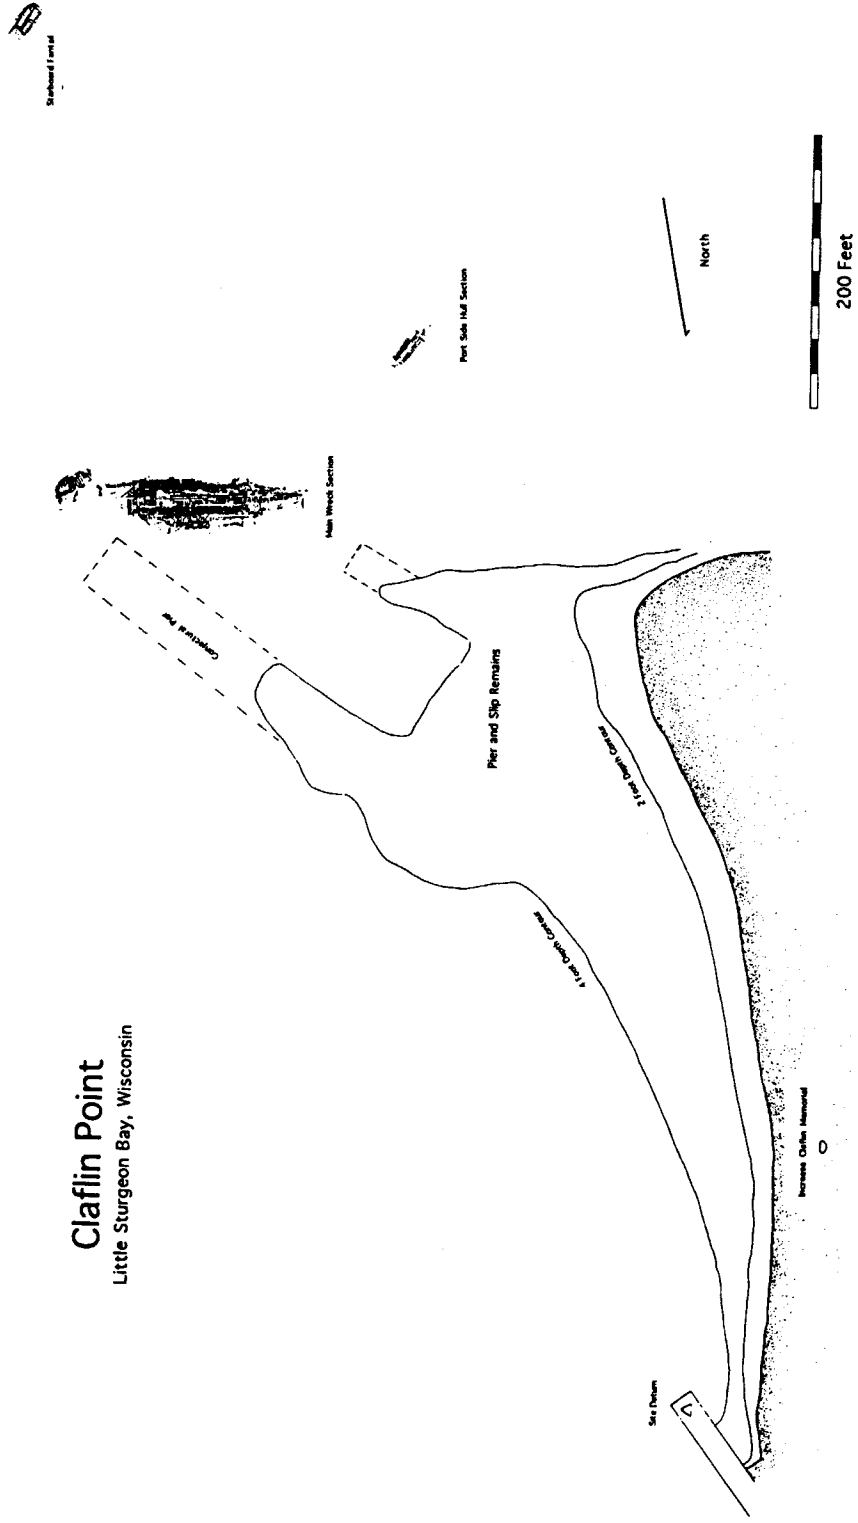 Claflin Point
Little Sturgeon Bay, Wisconsin
Starboard Fantail
Port Side Hull Section
Main Wreck Section
North
200 Feet
Conjectural Pier
Pier and Slip Remains
2 Foot Depth Contour
4 Foot Depth Contour
Increase Claflin Memorial
Site Datum